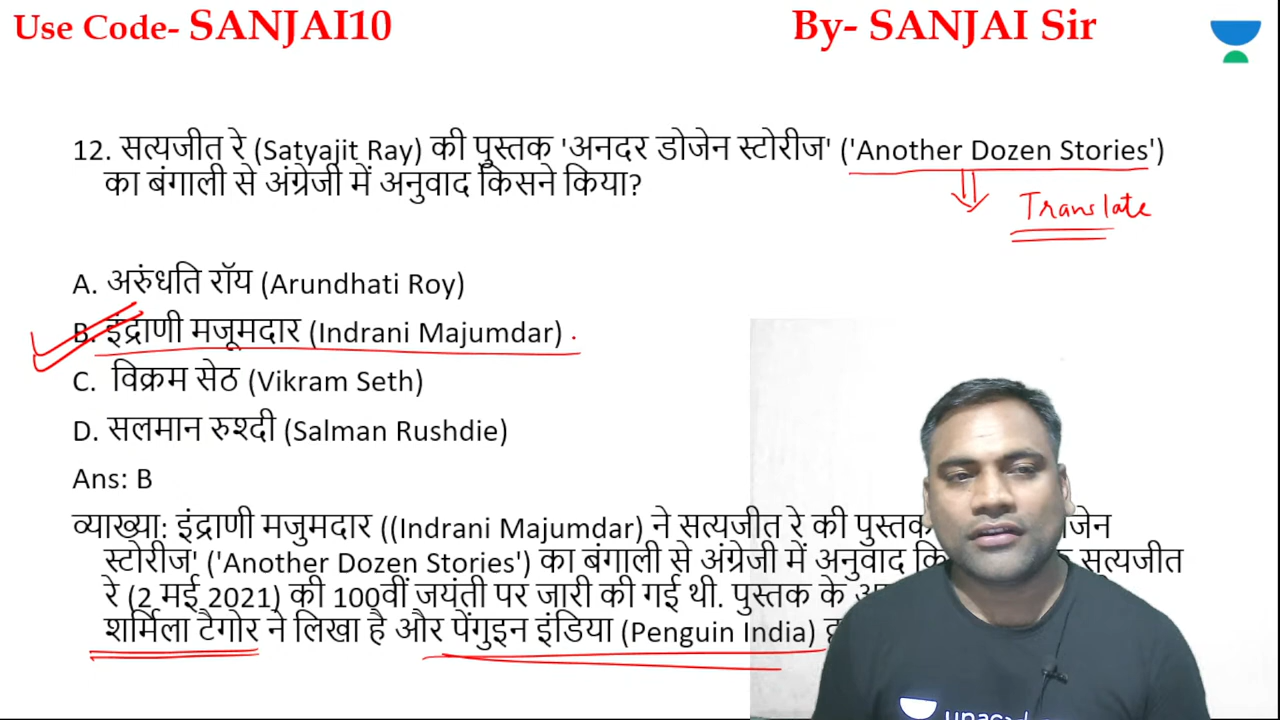 Use Code- SANJAI10
By- SANJAI Sir
12. सत्यजीत रे (Satyajit Ray) की पुस्तक 'अनदर डोजेन स्टोरीज' ('Another Dozen Stories')
का बंगाली से अंग्रेजी में अनुवाद किसने किया?
Translate
A. अरुंधति रॉय (Arundhati Roy)
B. इंद्राणी मजूमदार (Indrani Majumdar)
C. विक्रम सेठ (Vikram Seth)
D. सलमान रुश्दी (Salman Rushdie)
Ans: B
व्याख्या: इंद्राणी मजुमदार ((Indrani Majumdar) ने सत्यजीत रे की पुस्तक
स्टोरीज' ('Another Dozen Stories') का बंगाली से अंग्रेजी में अनुवाद सत्यजीत
रे (2 मई 2021) की 100वीं जयंती पर जारी की गई थी. पुस्तक के
शर्मिला टैगोर ने लिखा है और पेंगुइन इंडिया (Penguin India)